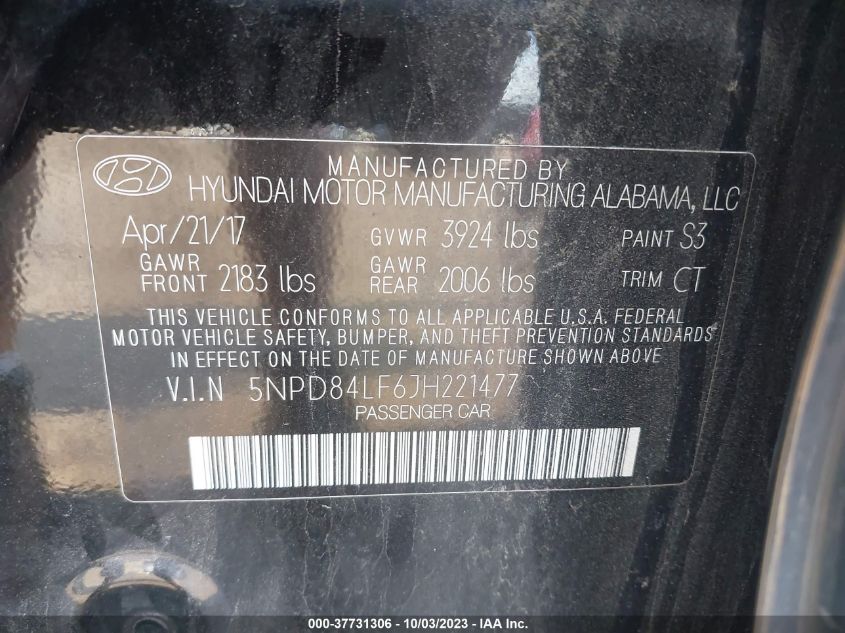 MANUFACTURED BY
HYUNDAI MOTOR MANUFACTURING ALABAMA, LLC
Apr/21/17 GVWR 3924 lbs PAINT S3
GAWR FRONT 2183 lbs GAWR REAR 2006 lbs TRIM CT
THIS VEHICLE CONFORMS TO ALL APPLICABLE U.S.A. FEDERAL
MOTOR VEHICLE SAFETY, BUMPER, AND THEFT PREVENTION STANDARDS
IN EFFECT ON THE DATE OF MANUFACTURE SHOWN ABOVE
V.I.N 5NPD84LF6JH221477
PASSENGER CAR
000-37731306 - 10/03/2023 - IAA Inc.